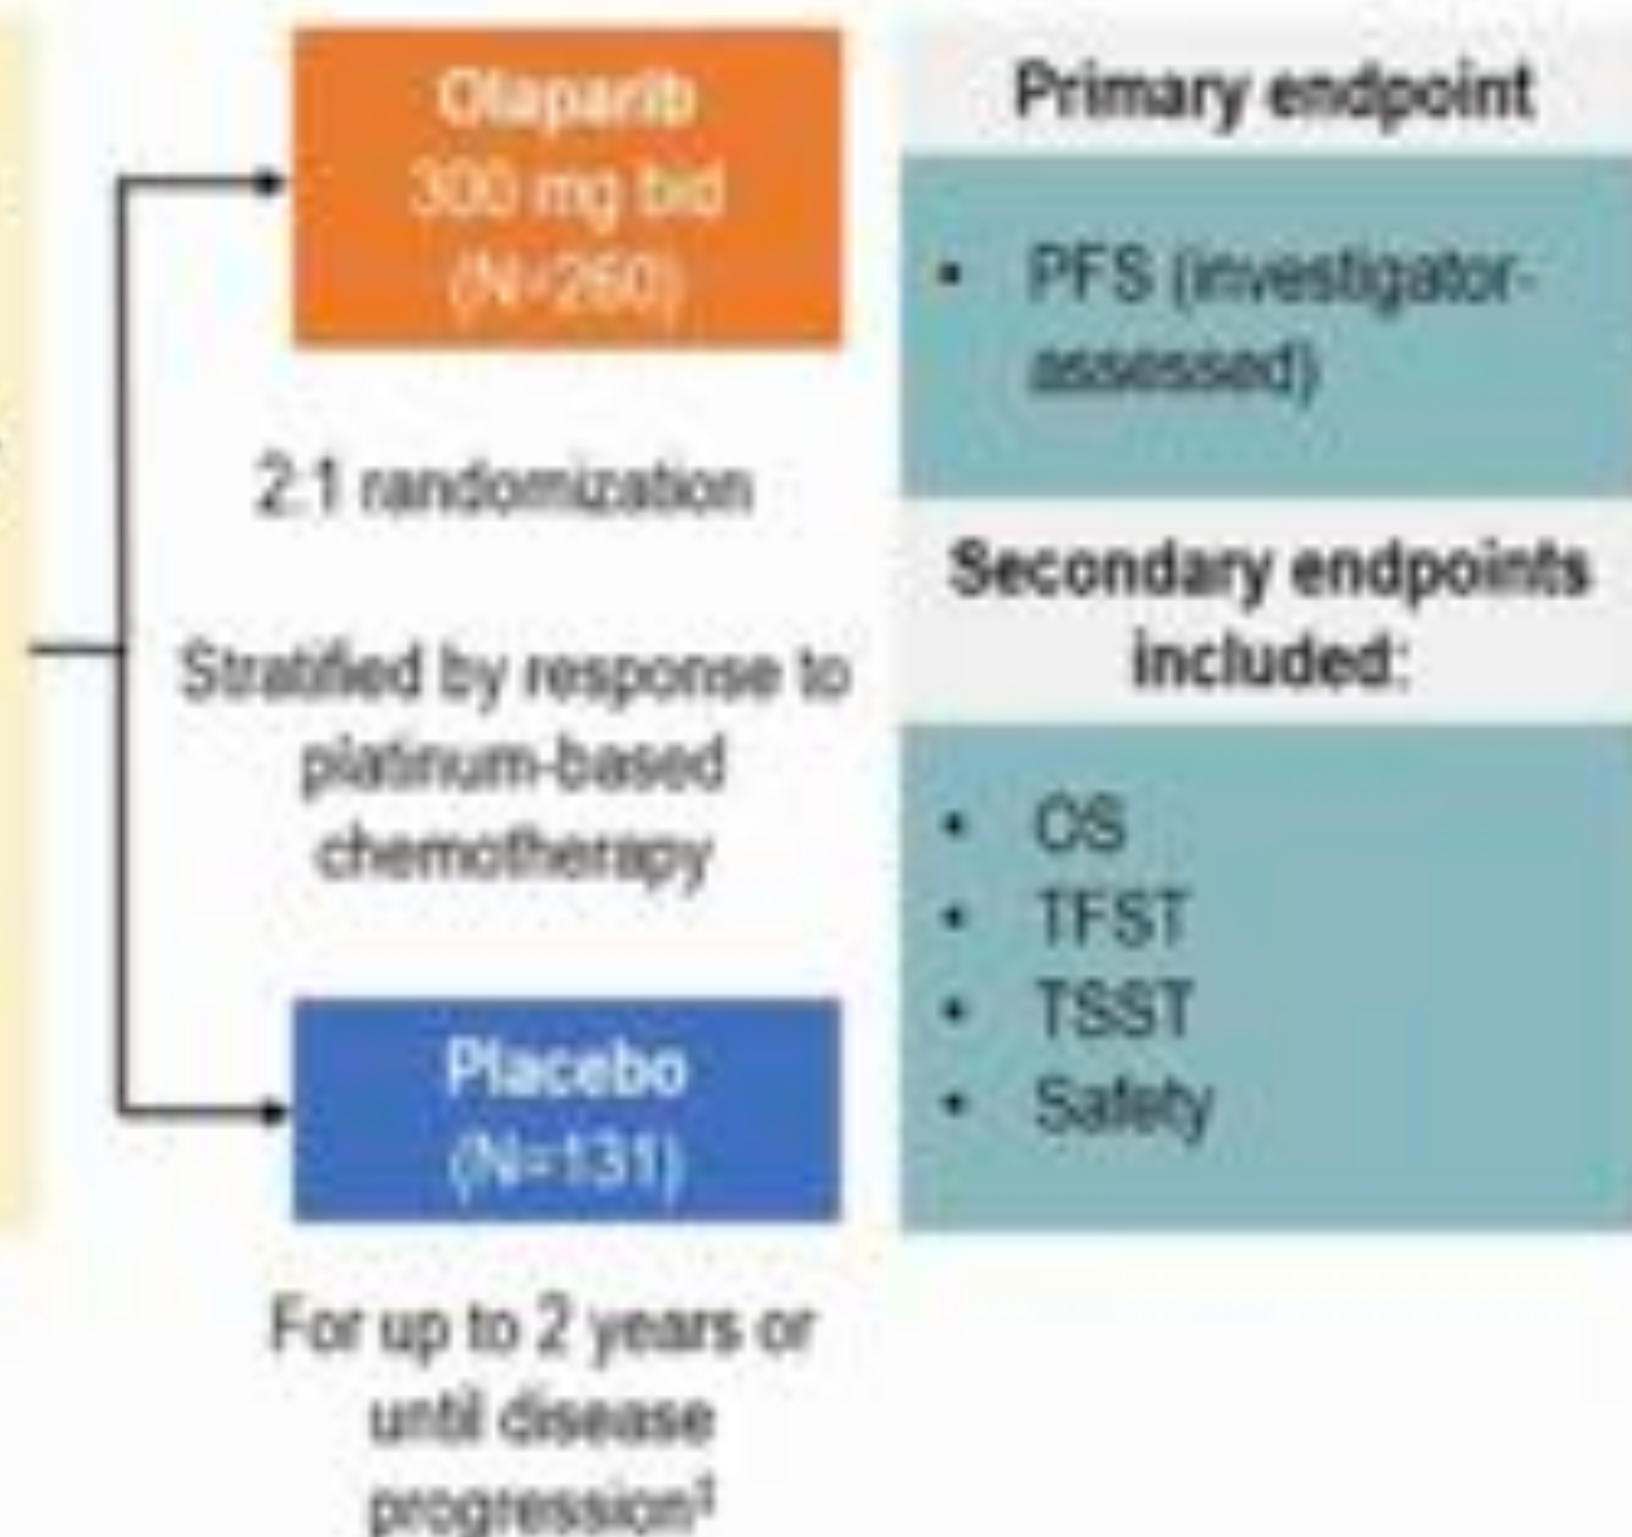 Olaparib
300 mg bid
(N=260)
2:1 randomization
Stratified by response to
platinum-based
chemotherapy
Placebo
(N=131)
For up to 2 years or
until disease
progression‡
Primary endpoint
• PFS (investigator-
assessed)
Secondary endpoints
included:
• OS
• TFST
• TSST
• Safety